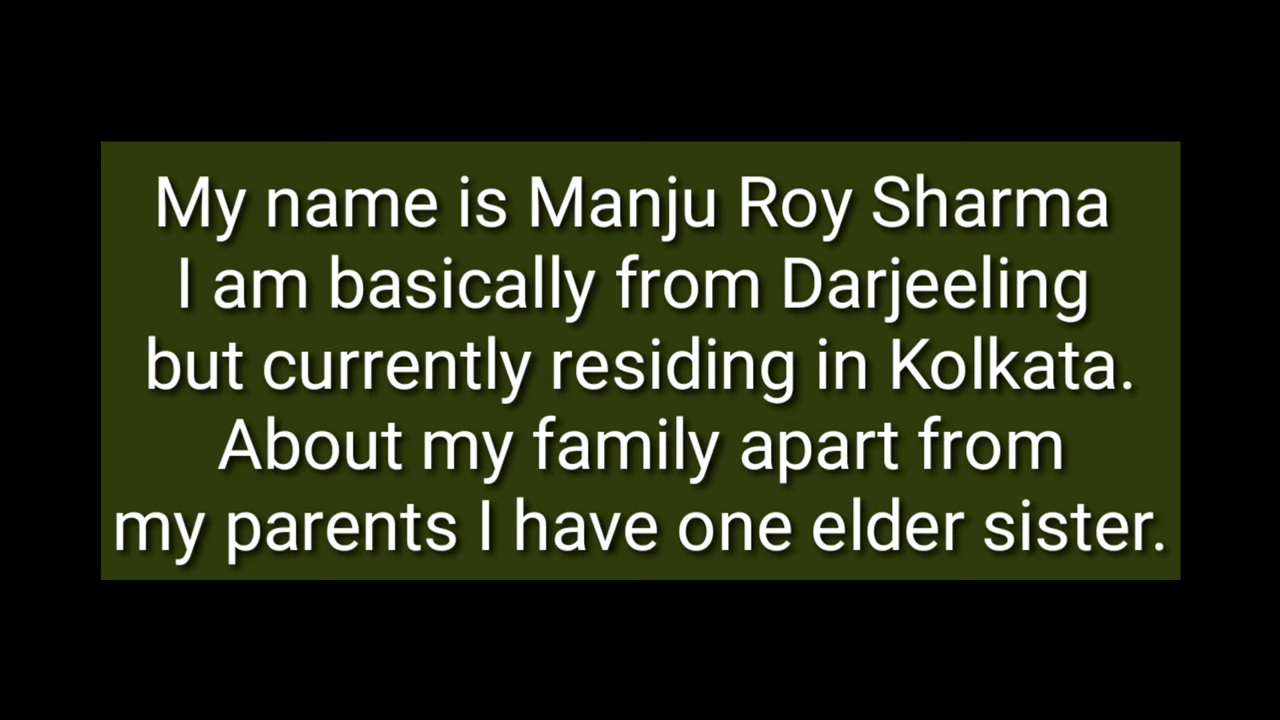 My name is Manju Roy Sharma
I am basically from Darjeeling
but currently residing in Kolkata.
About my family apart from
my parents I have one elder sister.